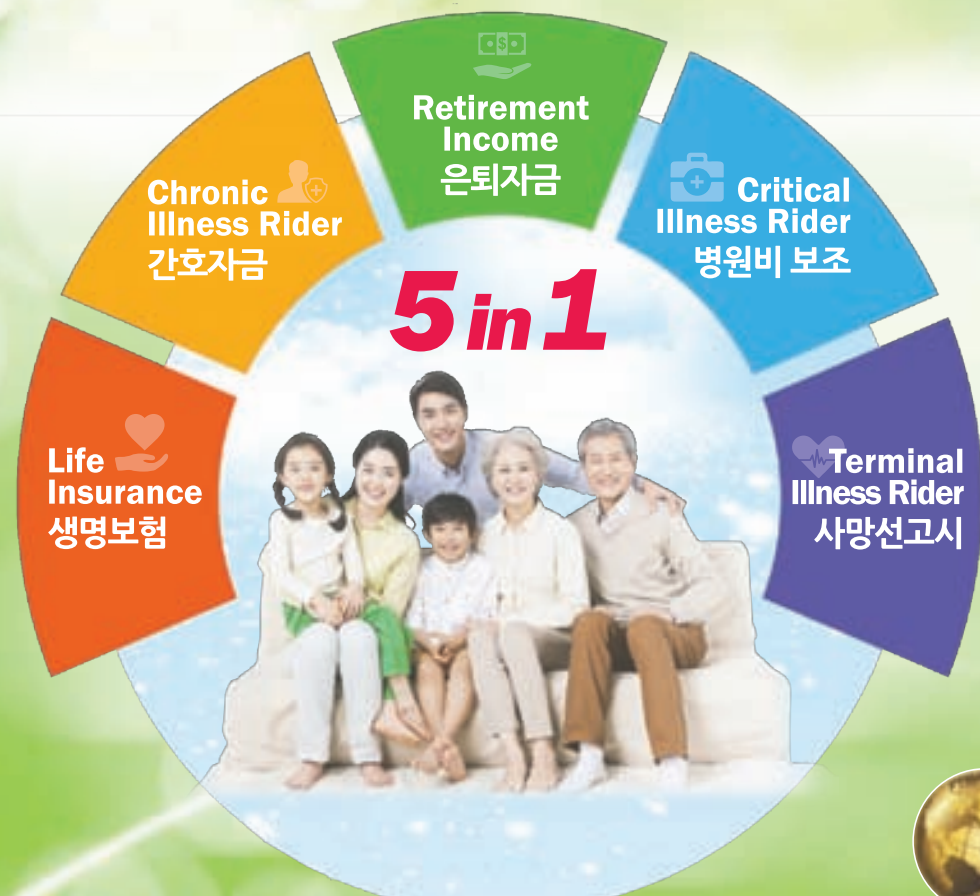 Retirement
Income
은퇴자금
Chronic
Illness Rider
간호자금
Critical
Illness Rider
병원비 보조
5 in 1
Life
Insurance
생명보험
Terminal
Illness Rider
사망선고시